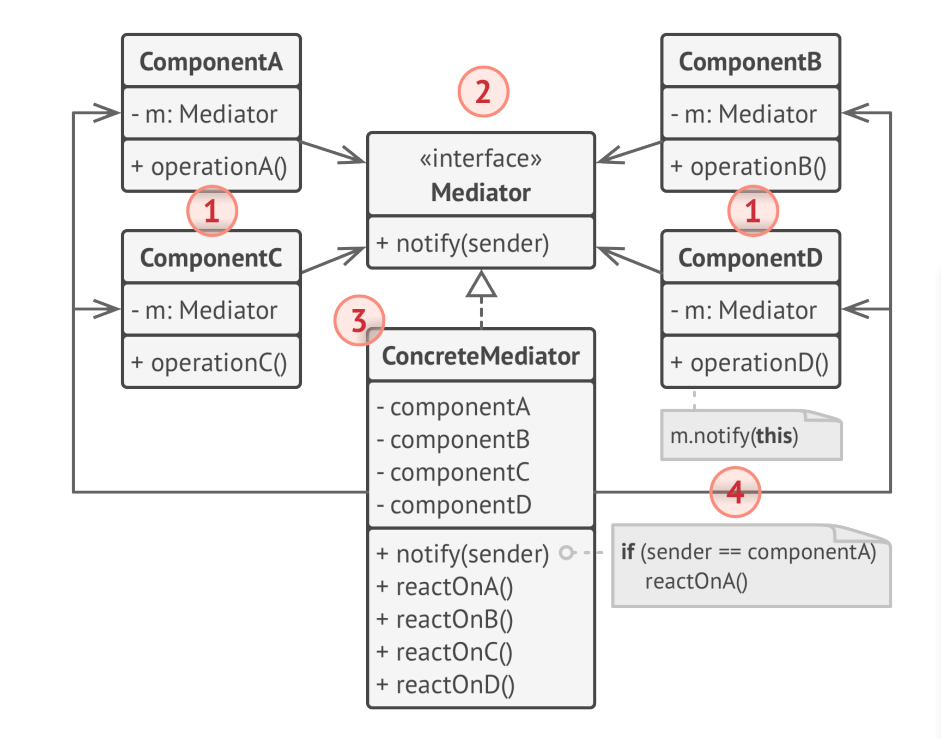 ComponentA
- m: Mediator
+ operationA()
1
ComponentC
- m: Mediator
+ operationC()
2
«interface»
Mediator
+ notify(sender)
3
ConcreteMediator
- componentA
- componentB
- componentC
- componentD
+ notify(sender)
+ reactOnA()
+ reactOnB()
+ reactOnC()
+ reactOnD()
ComponentB
- m: Mediator
+ operationB()
1
ComponentD
- m: Mediator
+ operationD()
m.notify(this)
4
if (sender == componentA)
reactOnA()